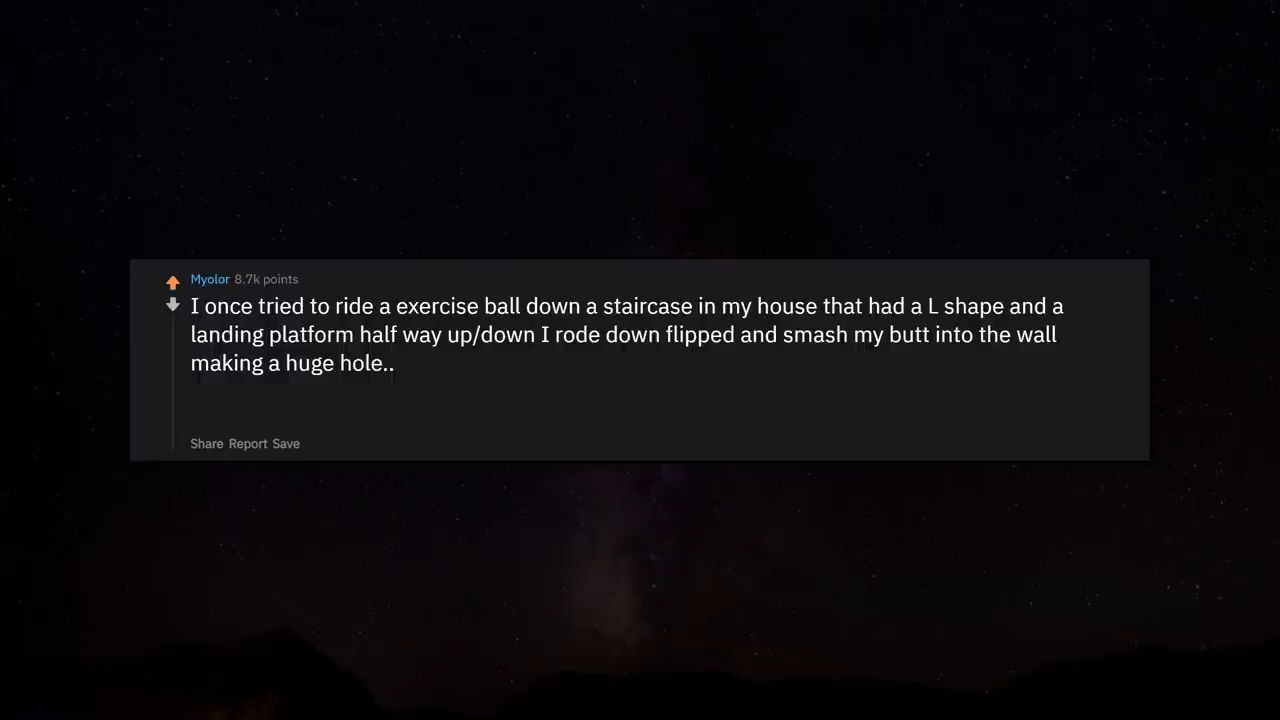 Myolor 8.7k points
I once tried to ride a exercise ball down a staircase in my house that had a L shape and a
landing platform half way up/down I rode down flipped and smash my butt into the wall
making a huge hole..
Share Report Save